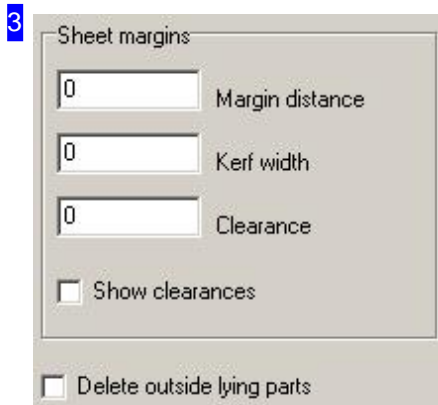 3
Sheet margins
0 Margin distance
0 Kerf width
0 Clearance
Show clearances
Delete outside lying parts